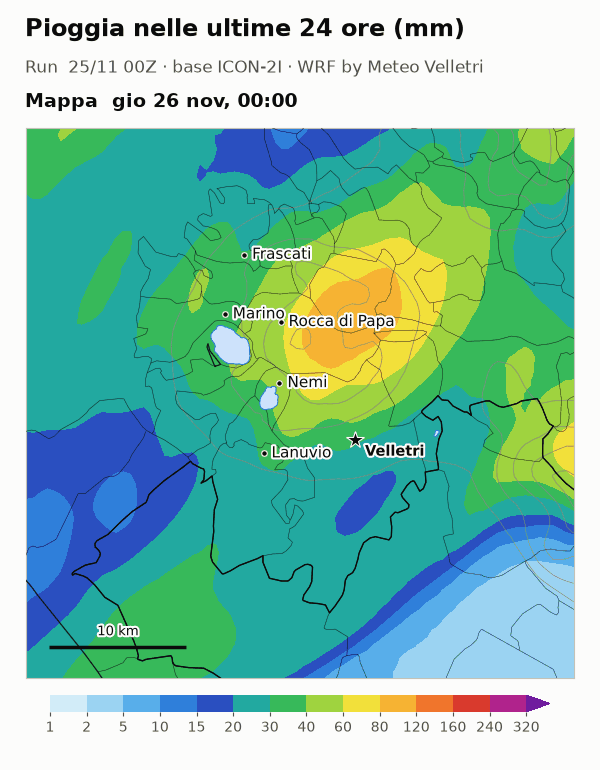 Pioggia nelle ultime 24 ore (mm)
Run  25/11 00Z · base ICON-2I · WRF by Meteo Velletri
Mappa  gio 26 nov, 00:00
Frascati
Marino
Rocca di Papa
Nemi
Velletri
Lanuvio
10 km
1 2 5 10 15 20 30 40 60 80 120 160 240 320